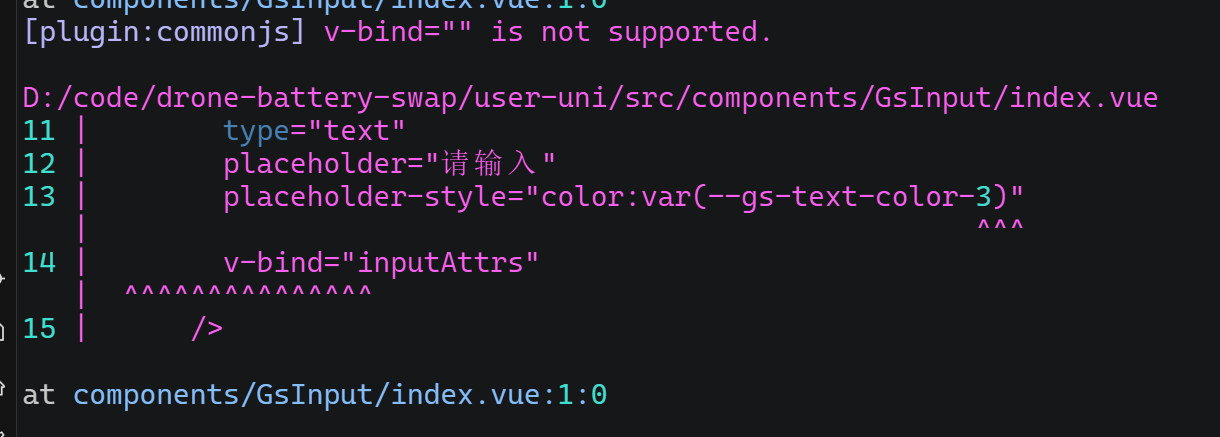 at components/GsInput/index.vue:1:0
[plugin:commonjs] v-bind="" is not supported.
D:/code/drone-battery-swap/user-uni/src/components/GsInput/index.vue
11 |        type="text"
12 |        placeholder="请输入"
13 |        placeholder-style="color:var(--gs-text-color-3)"
   |                                                      ^^^
14 |        v-bind="inputAttrs"
   |  ^^^^^^^^^^^^^^^
15 |      />
at components/GsInput/index.vue:1:0